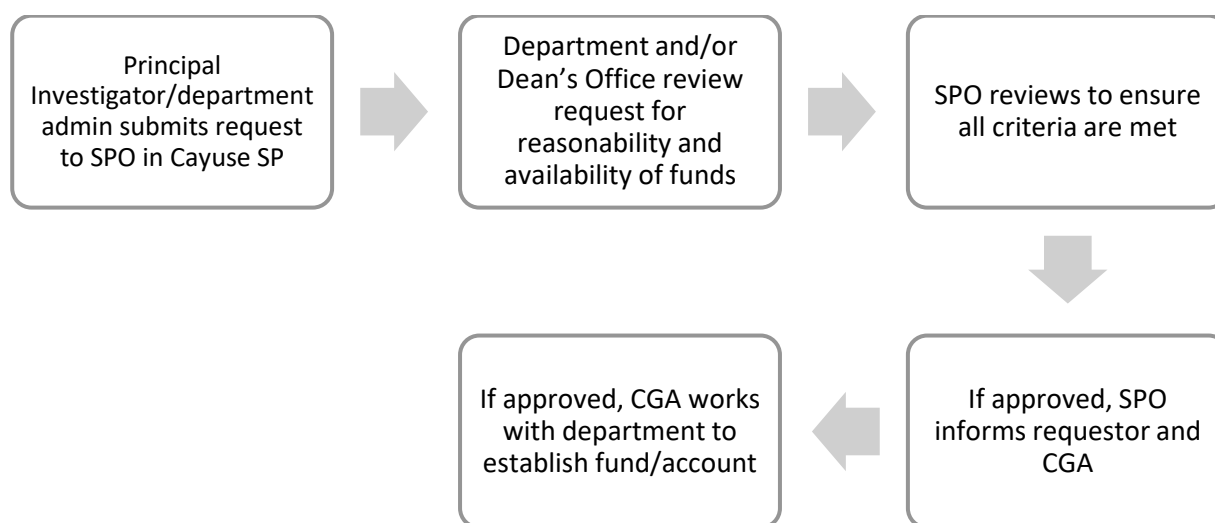 Principal
Investigator/department
admin submits request
to SPO in Cayuse SP
Department and/or
Dean’s Office review
request for
reasonability and
availability of funds
SPO reviews to ensure
all criteria are met
If approved, SPO
informs requestor and
CGA
If approved, CGA works
with department to
establish fund/account